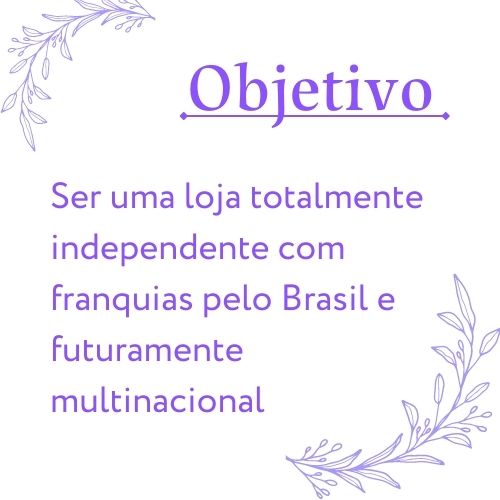 Objetivo
Ser uma loja totalmente
independente com
franquias pelo Brasil e
futuramente
multinacional